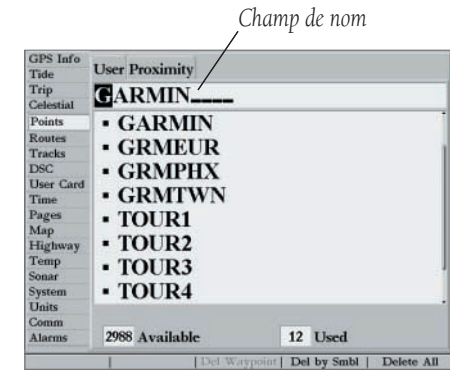 Champ de nom
GPS Info
Tide
Trip
Celestial
Points
Routes
Tracks
DSC
User Card
Time
Pages
Map
Highway
Temp
Sonar
System
Units
Comm
Alarms
User Proximity
GARMIN____
▪ GARMIN
▪ GRMEUR
▪ GRMPHX
▪ GRMTWN
▪ TOUR1
▪ TOUR2
▪ TOUR3
▪ TOUR4
2988 Available 12 Used
Del Waypoint | Del by Smbl | Delete All